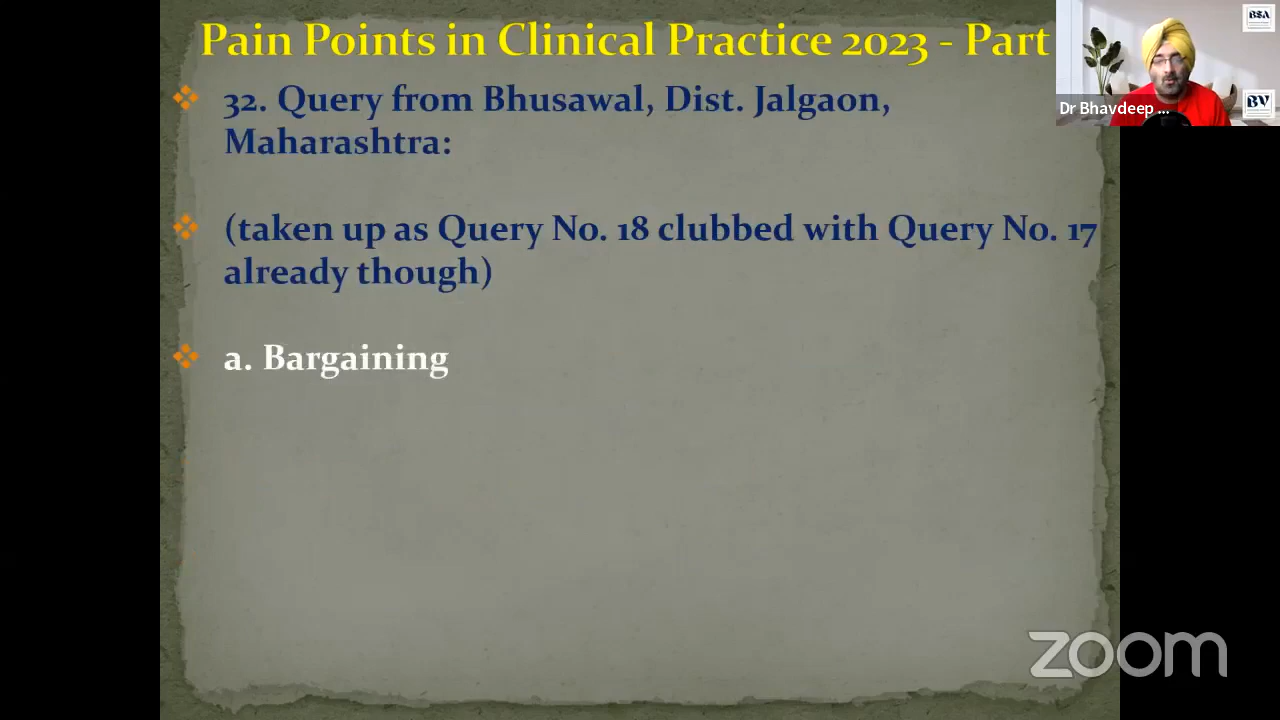 Pain Points in Clinical Practice 2023 - Part
BSA
32. Query from Bhusawal, Dist. Jalgaon,
Maharashtra:
BV
Dr Bhavdeep ...
(taken up as Query No. 18 clubbed with Query No. 17
already though)
a. Bargaining
zoom